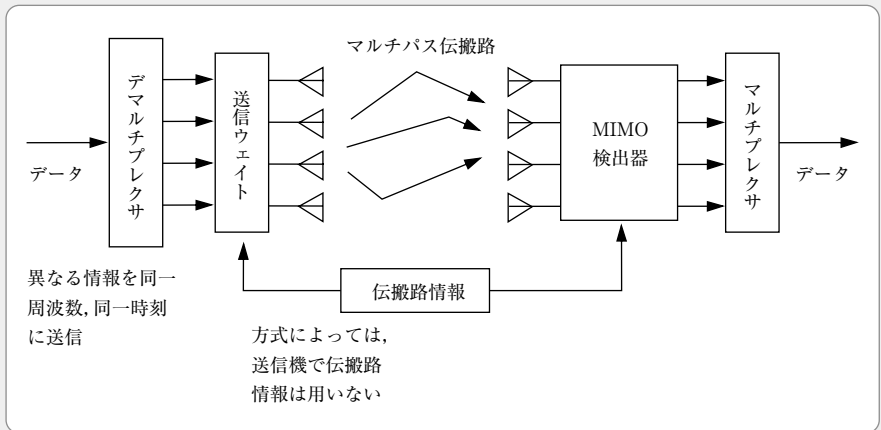 マルチパス伝搬路
データ
デマルチプレクサ
送信ウェイト
MIMO
検出器
マルチプレクサ
データ
異なる情報を同一
周波数, 同一時刻
に送信
伝搬路情報
方式によっては,
送信機で伝搬路
情報は用いない